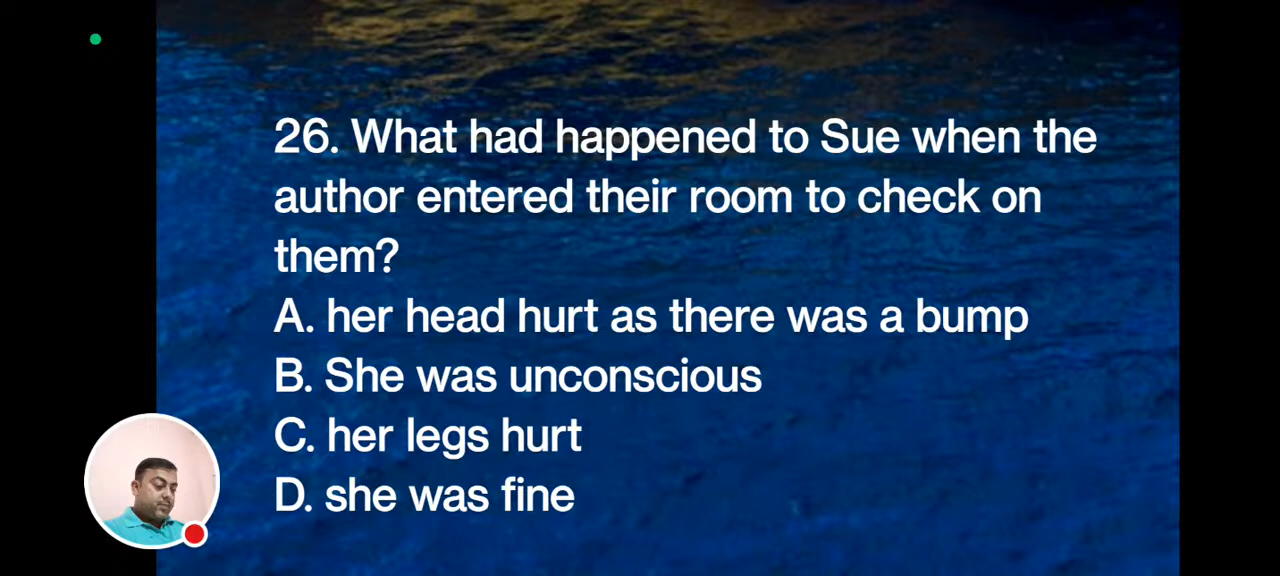 26. What had happened to Sue when the
author entered their room to check on
them?
A. her head hurt as there was a bump
B. She was unconscious
C. her legs hurt
D. she was fine